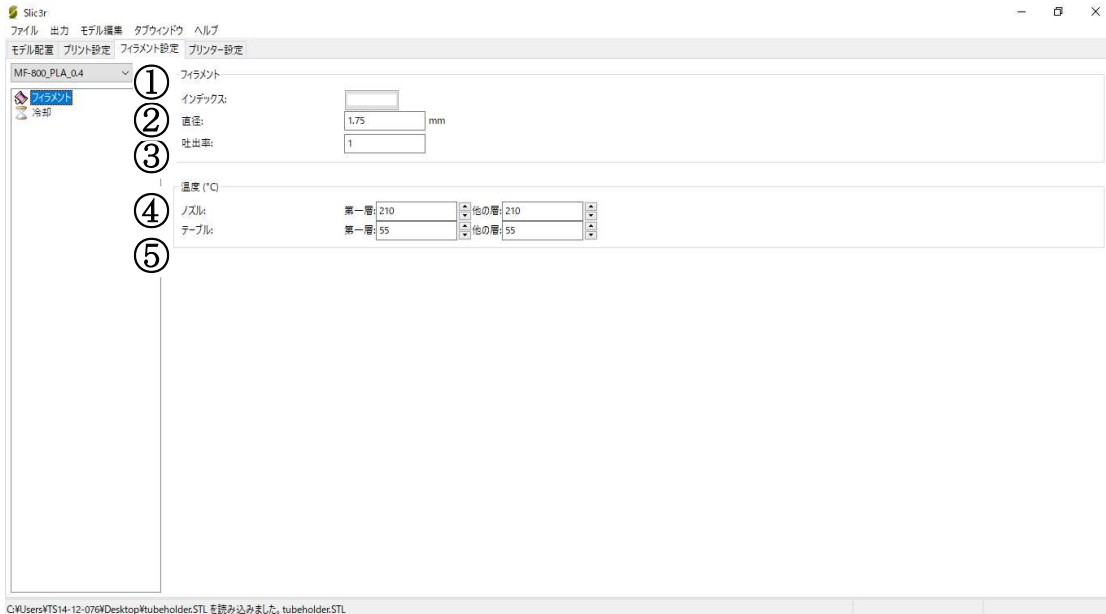 Slic3r
ファイル 出力 モデル編集 タブウィンドウ ヘルプ
モデル配置 プリント設定 フィラメント設定 プリンター設定
MF-800_PLA_0.4
フィラメント
冷却
① フィラメント
インデックス:
② 直径: 1.75 mm
③ 吐出率: 1
温度 (°C)
④ ノズル: 第一層: 210 他の層: 210
テーブル: 第一層: 55 他の層: 55
⑤
C:¥Users¥TS14-12-076¥Desktop¥tubeholder.STL を読み込みました。tubeholder.STL